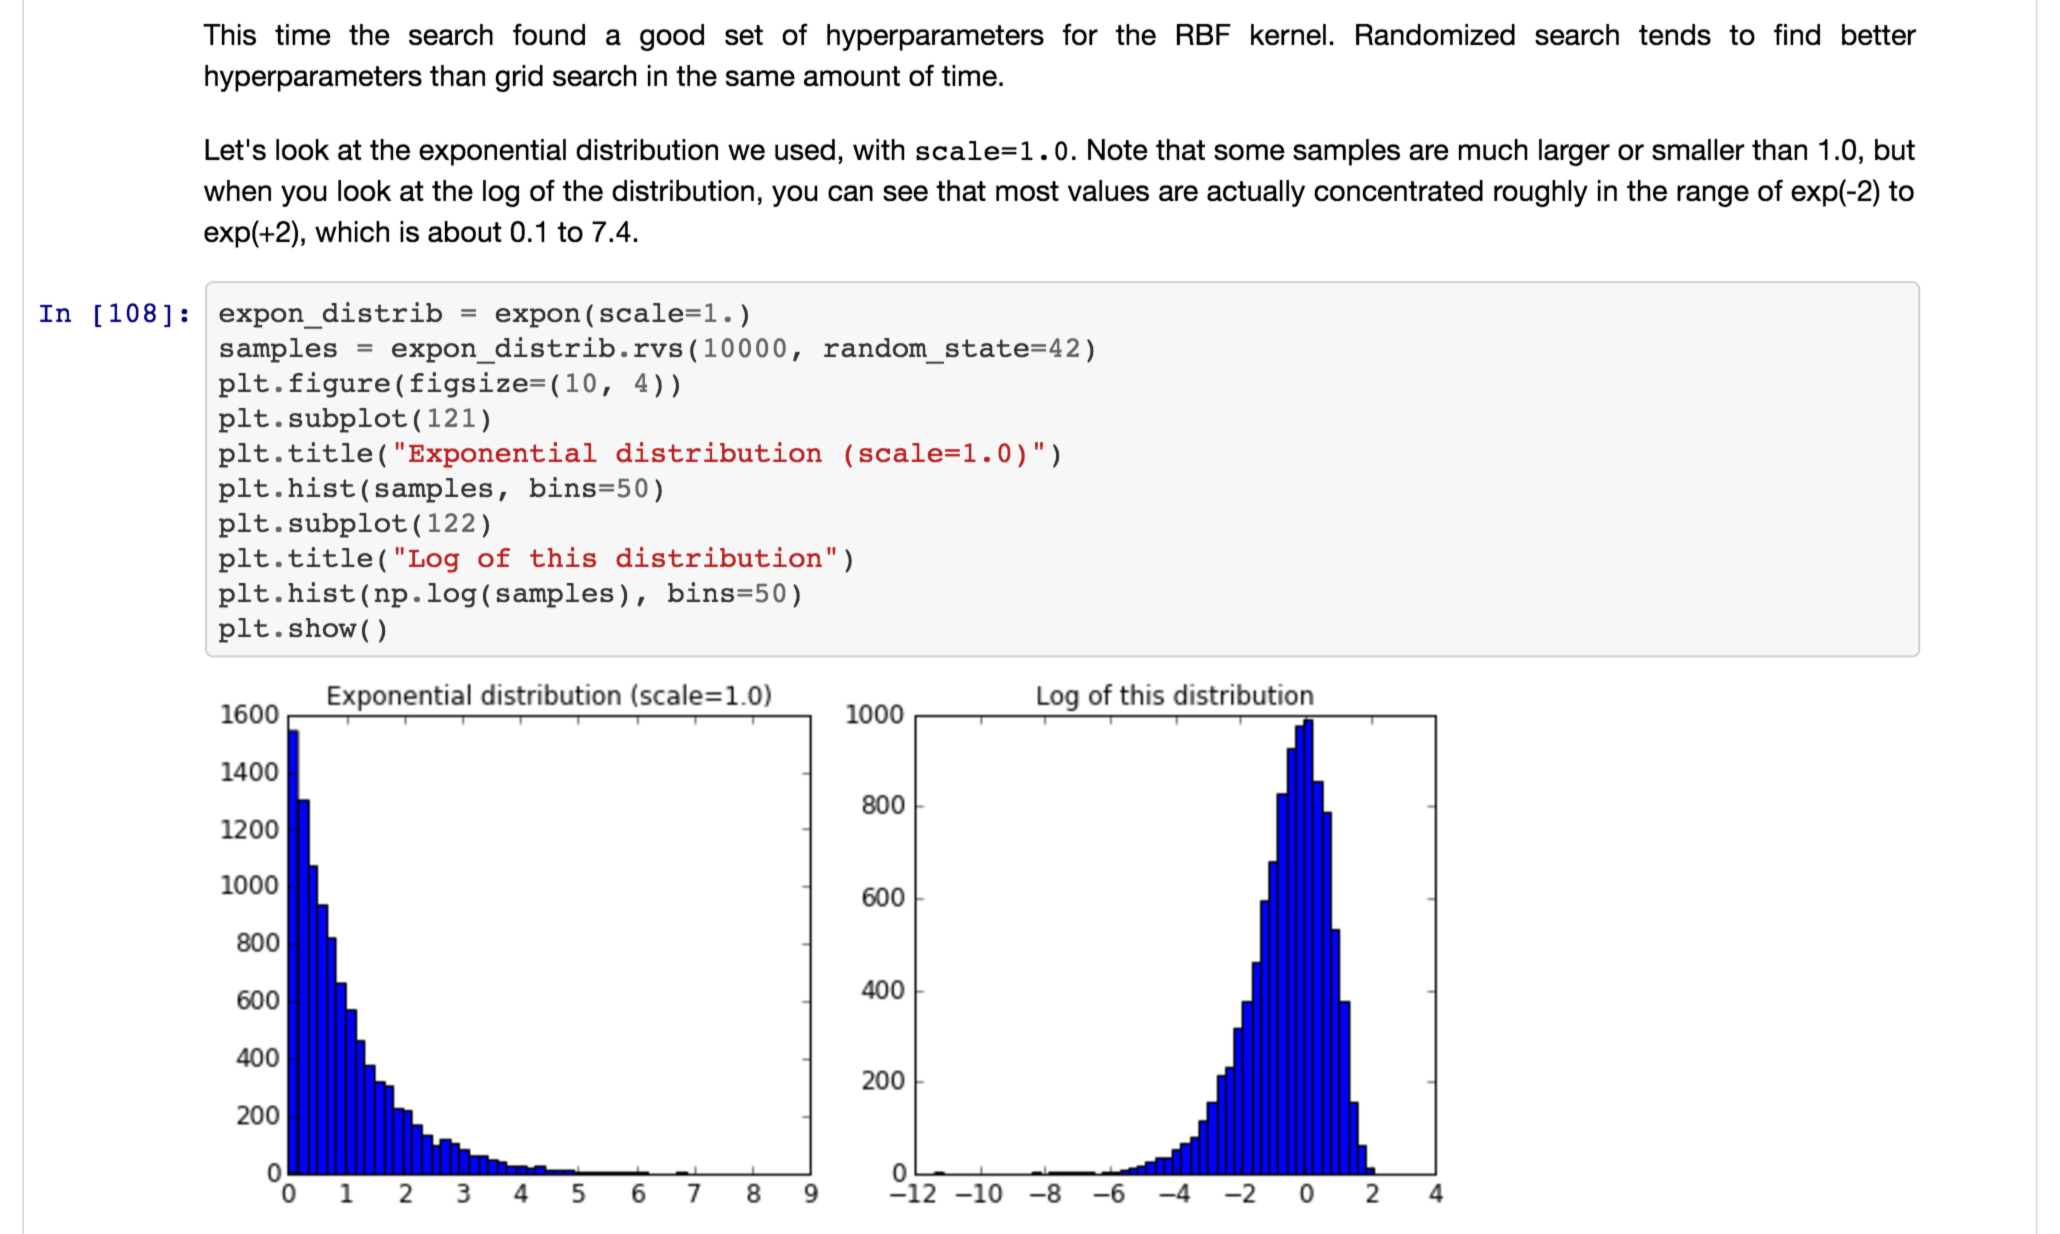 This time the search found a good set of hyperparameters for the RBF kernel. Randomized search tends to find better
hyperparameters than grid search in the same amount of time.
Let's look at the exponential distribution we used, with scale=1.0. Note that some samples are much larger or smaller than 1.0, but
when you look at the log of the distribution, you can see that most values are actually concentrated roughly in the range of exp(-2) to
exp(+2), which is about 0.1 to 7.4.
In [108]:
expon_distrib = expon(scale=1.)
samples = expon_distrib.rvs(10000, random_state=42)
plt.figure(figsize=(10, 4))
plt.subplot(121)
plt.title("Exponential distribution (scale=1.0)")
plt.hist(samples, bins=50)
plt.subplot(122)
plt.title("Log of this distribution")
plt.hist(np.log(samples), bins=50)
plt.show()
Exponential distribution (scale=1.0)
1600
1400
1200
1000
800
600
400
200
0
0 1 2 3 4 5 6 7 8 9
Log of this distribution
1000
800
600
400
200
0
−12 −10 −8 −6 −4 −2 0 2 4